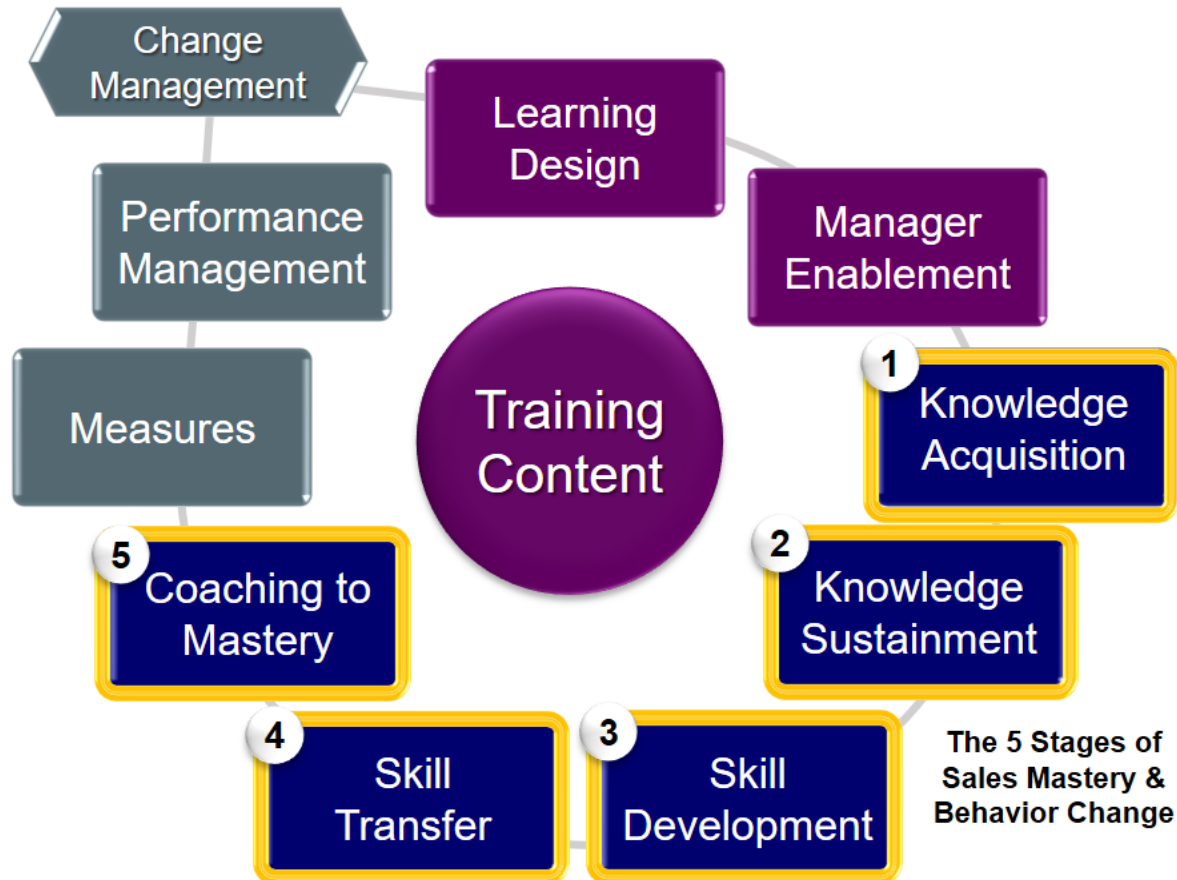 Change
Management
Learning
Design
Manager
Enablement
Performance
Management
Training
Content
1
Knowledge
Acquisition
2
Knowledge
Sustainment
3
Skill
Development
4
Skill
Transfer
5
Coaching to
Mastery
Measures
The 5 Stages of
Sales Mastery &
Behavior Change